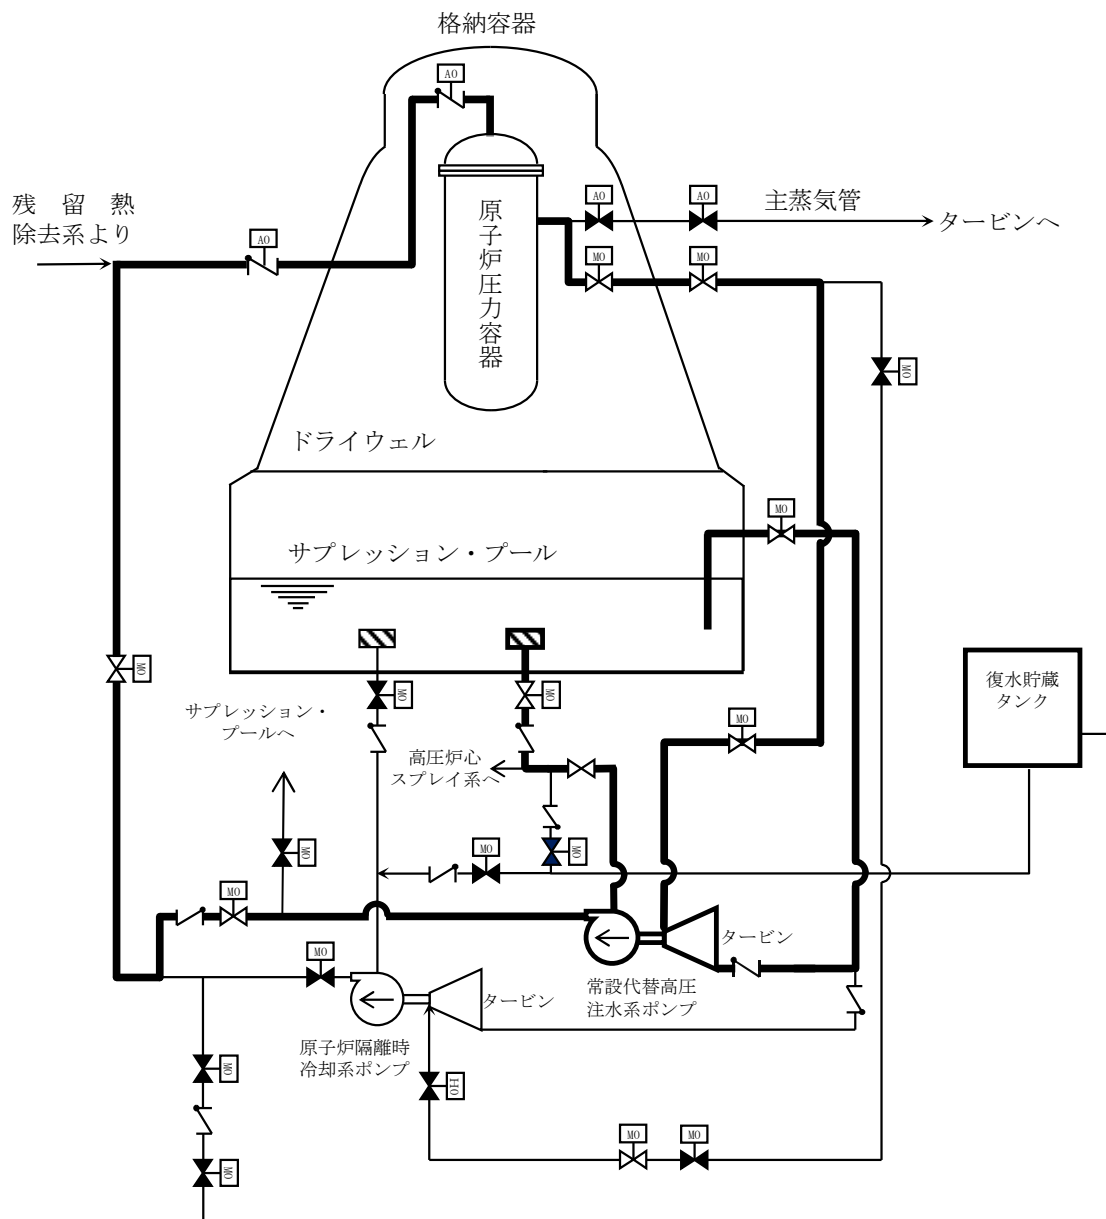 格納容器
AO
残　留　熱
除去系より
AO
原子炉圧力容器
AO
AO
主蒸気管
タービンへ
MO
MO
MO
ドライウェル
MO
サプレッション・プール
MO
MO
MO
サプレッション・
プールへ
MO
復水貯蔵
タンク
高圧炉心
スプレイ系へ
MO
MO
MO
MO
タービン
MO
常設代替高圧
注水系ポンプ
タービン
原子炉隔離時
冷却系ポンプ
MO
HO
MO
MO
MO